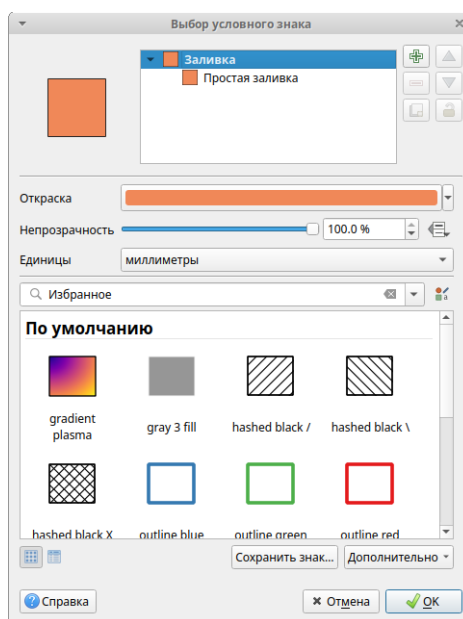 Выбор условного знака
Заливка
Простая заливка
Откраска
Непрозрачность 100.0 %
Единицы миллиметры
Избранное
По умолчанию
gradient plasma
gray 3 fill
hashed black /
hashed black \
hashed black X
outline blue
outline green
outline red
Сохранить знак...
Дополнительно
Справка
Отмена
OK